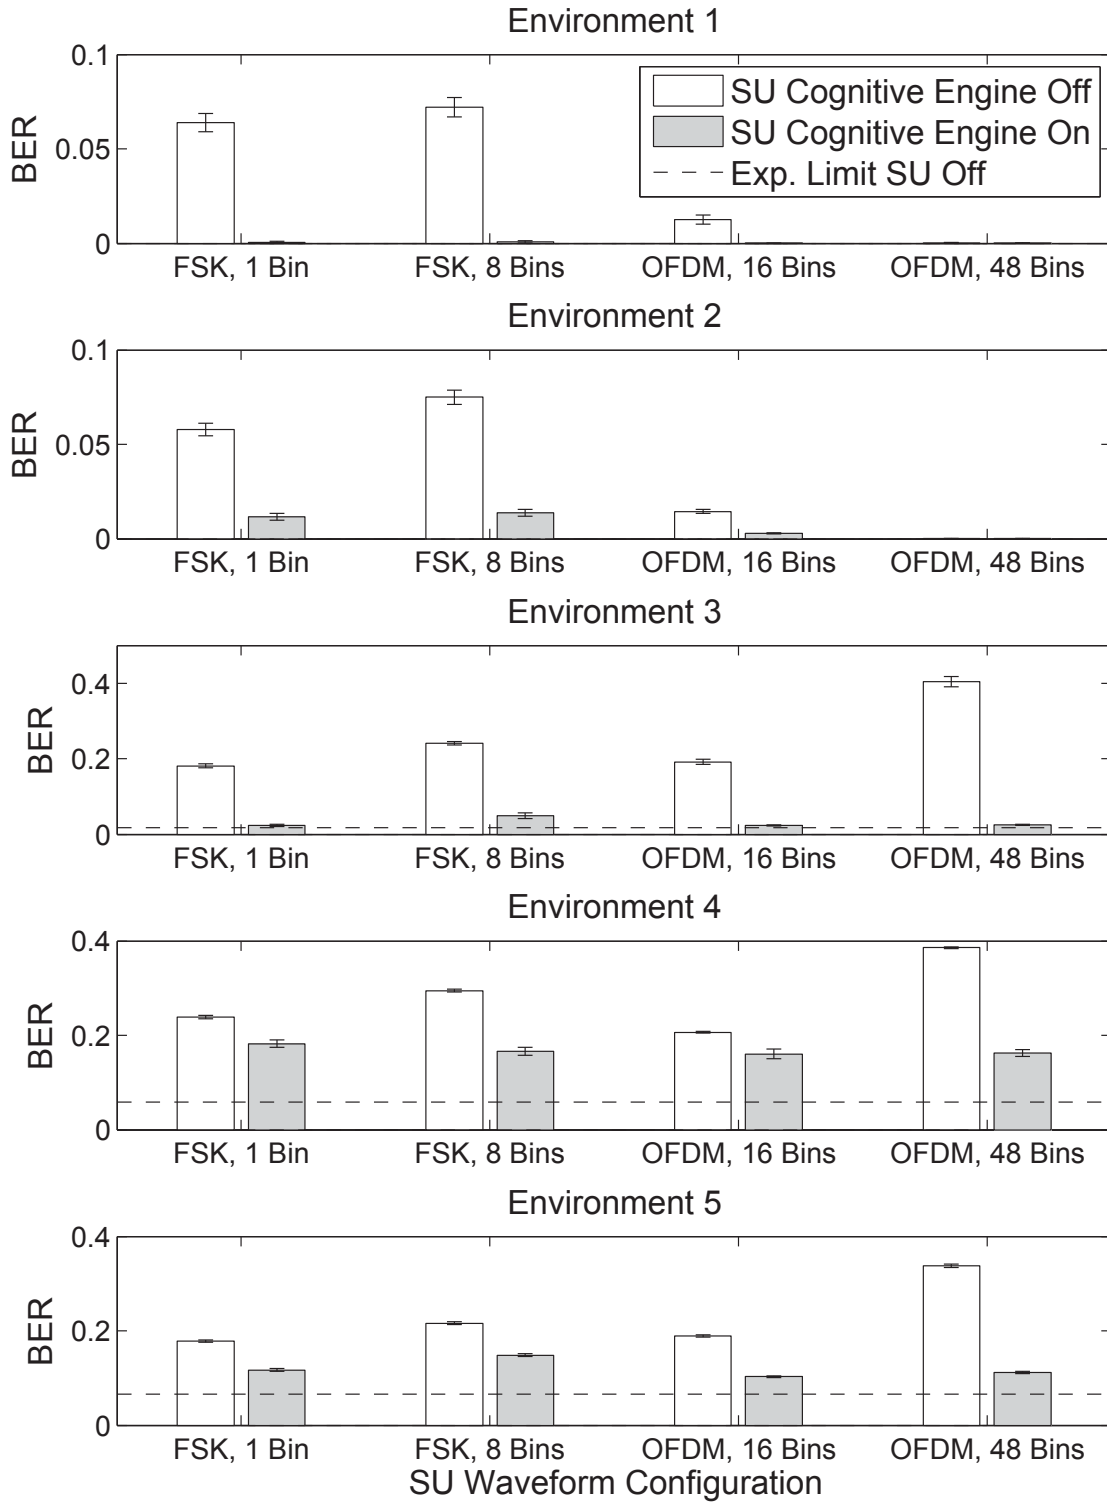 Environment 1
0.1
0.05
0
BER
SU Cognitive Engine Off
SU Cognitive Engine On
Exp. Limit SU Off
FSK, 1 Bin FSK, 8 Bins OFDM, 16 Bins OFDM, 48 Bins
Environment 2
0.1
0.05
0
BER
FSK, 1 Bin FSK, 8 Bins OFDM, 16 Bins OFDM, 48 Bins
Environment 3
0.4
0.2
0
BER
FSK, 1 Bin FSK, 8 Bins OFDM, 16 Bins OFDM, 48 Bins
Environment 4
0.4
0.2
0
BER
FSK, 1 Bin FSK, 8 Bins OFDM, 16 Bins OFDM, 48 Bins
Environment 5
0.4
0.2
0
BER
FSK, 1 Bin FSK, 8 Bins OFDM, 16 Bins OFDM, 48 Bins
SU Waveform Configuration